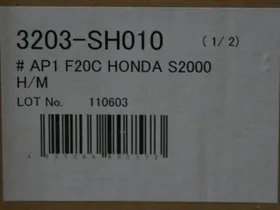 3203-SH010 (1/2)
# AP1 F20C HONDA S2000
H/M
LOT No. 110603